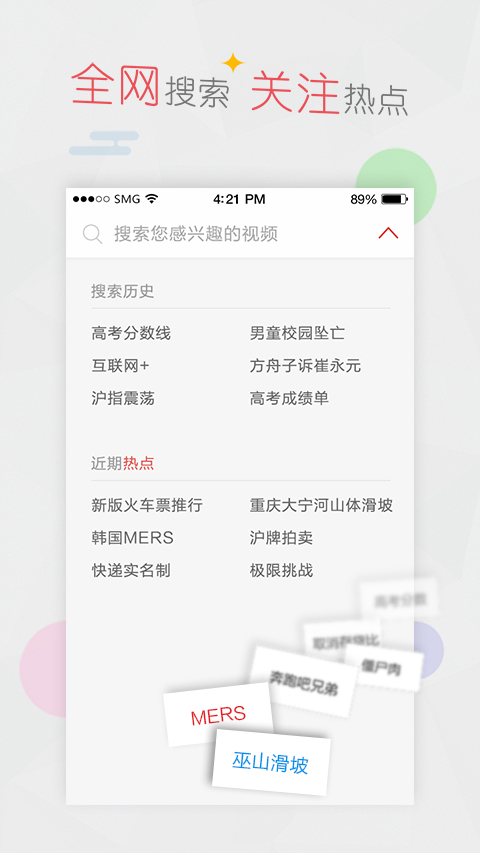 全网搜索 关注热点
SMG 4:21 PM 89%
搜索您感兴趣的视频
搜索历史
高考分数线 男童校园坠亡
互联网+ 方舟子诉崔永元
沪指震荡 高考成绩单
近期热点
新版火车票推行 重庆大宁河山体滑坡
韩国MERS 沪牌拍卖
快递实名制 极限挑战
高考分数
取消存贷比
僵尸肉
奔跑吧兄弟
MERS
巫山滑坡